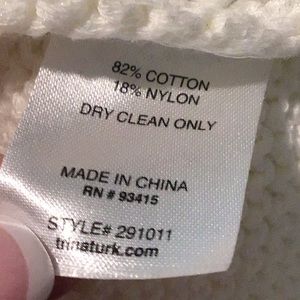 82% COTTON
18% NYLON
DRY CLEAN ONLY
MADE IN CHINA
RN # 93415
STYLE# 291011
trinaturk.com